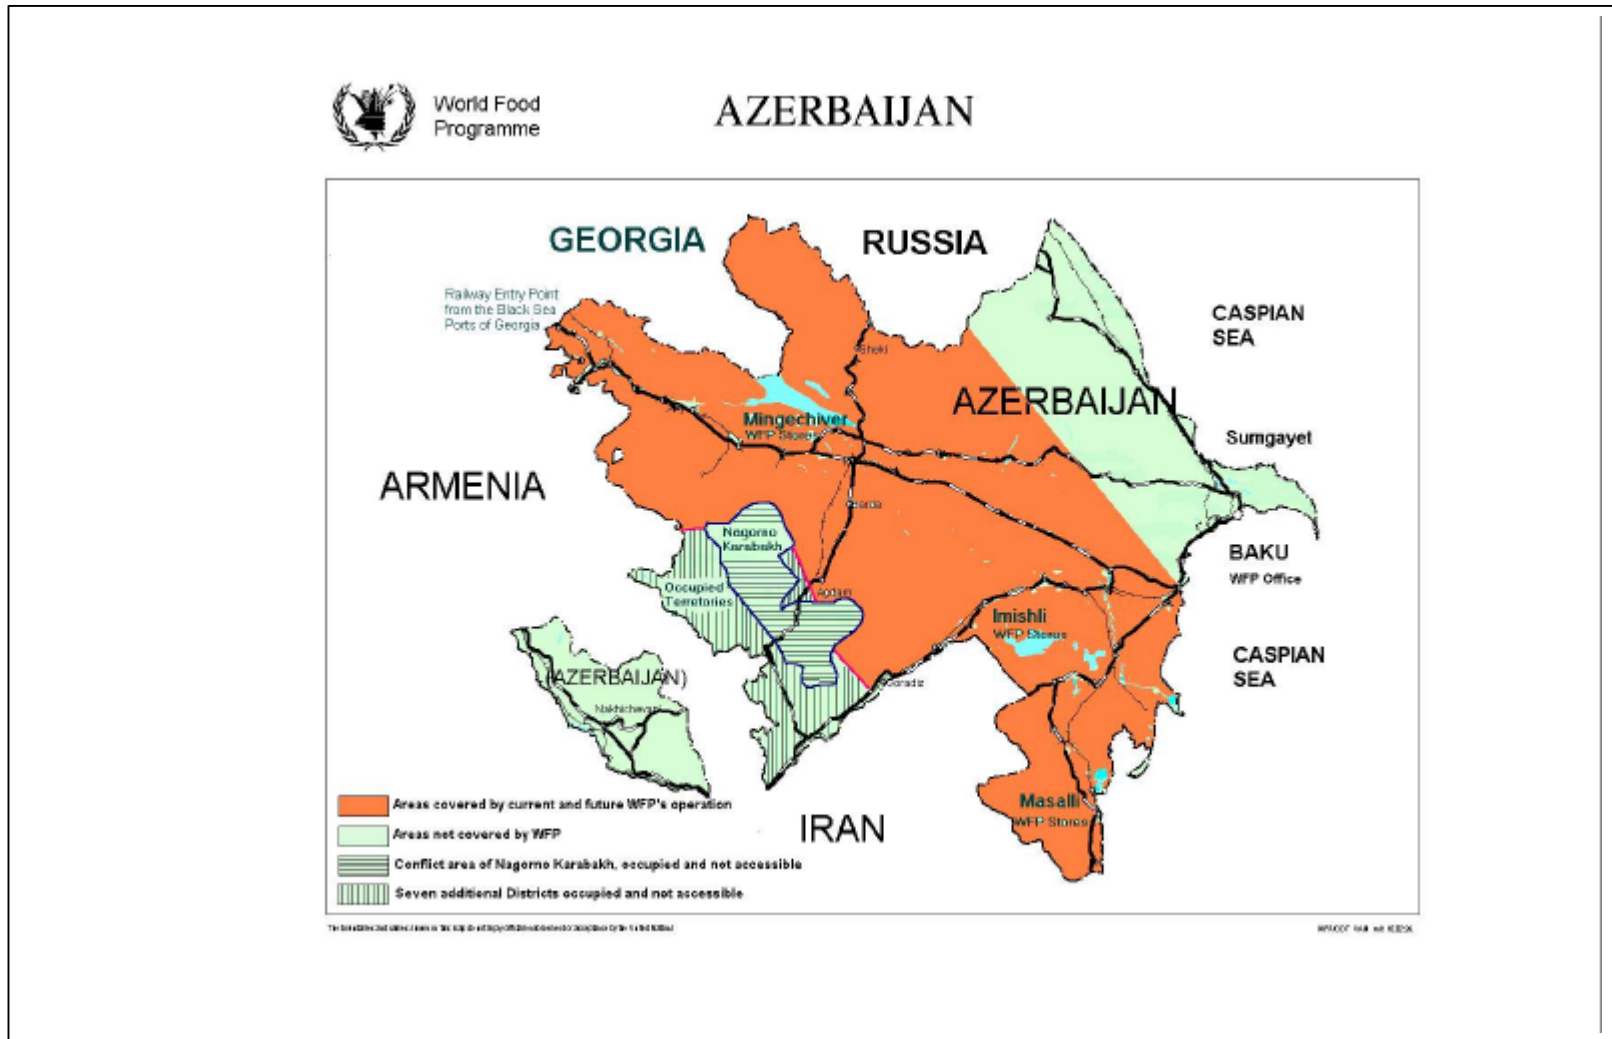 World Food
Programme
AZERBAIJAN
GEORGIA
RUSSIA
Railway Entry Point
from the Black Sea
Ports of Georgia
CASPIAN
SEA
Sheki
AZERBAIJAN
Mingechiver
WFP Stores
Sumgayet
ARMENIA
Barda
Nagorno
Karabakh
BAKU
WFP Office
Occupied
Terretories
Agdam
Imishli
WFP Stores
CASPIAN
SEA
(AZERBAIJAN)
Goradiz
Nakhichevan
Masalli
WFP Stores
IRAN
Areas covered by current and future WFP's operation
Areas not covered by WFP
Conflict area of Nagorno Karabakh, occupied and not accessible
Seven additional Districts occupied and not accessible